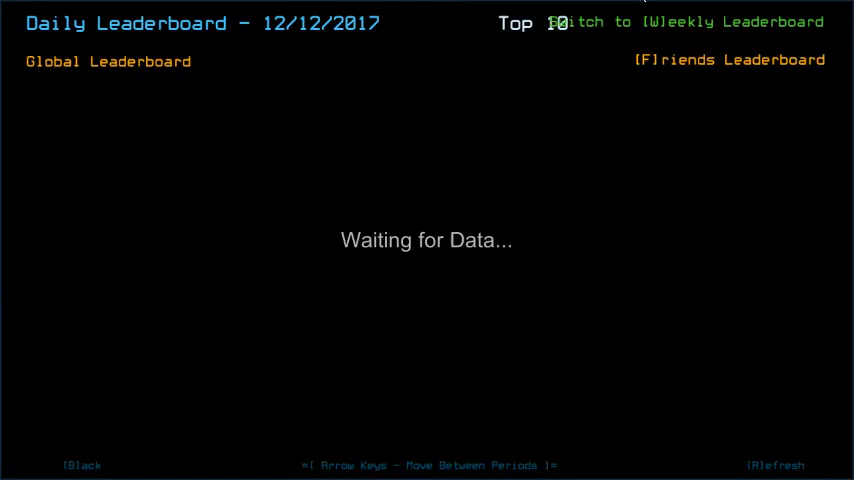 Daily Leaderboard - 12/12/2017
Top 10
Switch to [W]eekly Leaderboard
Global Leaderboard
[F]riends Leaderboard
Waiting for Data...
[B]ack
=[ Arrow Keys - Move Between Periods ]=
[R]efresh